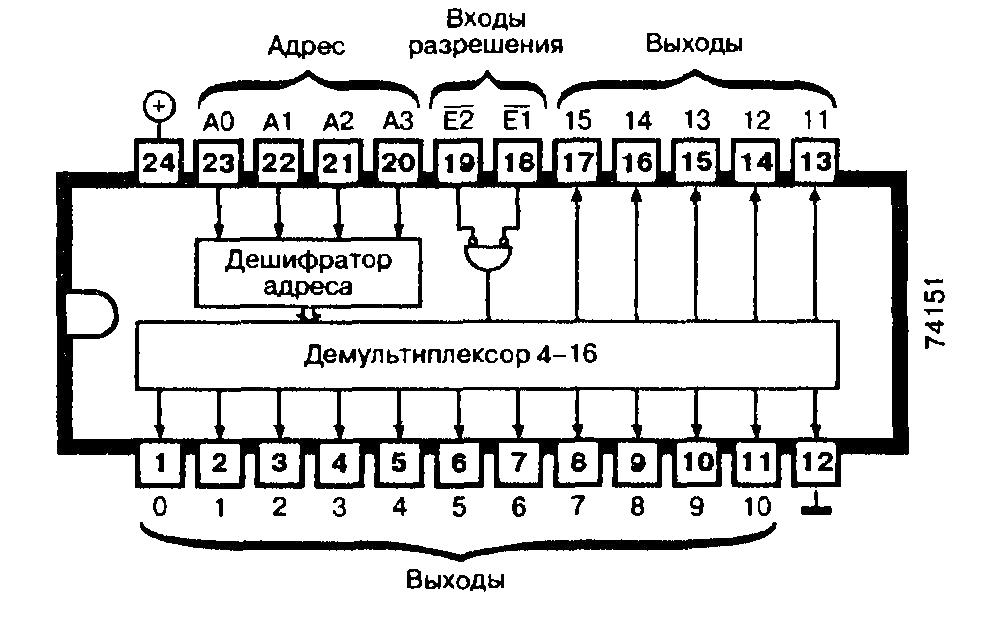 Входы
Адрес разрешения Выходы
+
A0 A1 A2 A3 E2 E1 15 14 13 12 11
24 23 22 21 20 19 18 17 16 15 14 13
Дешифратор
адреса
74151
Демультиплексор 4–16
1 2 3 4 5 6 7 8 9 10 11 12
0 1 2 3 4 5 6 7 8 9 10
Выходы